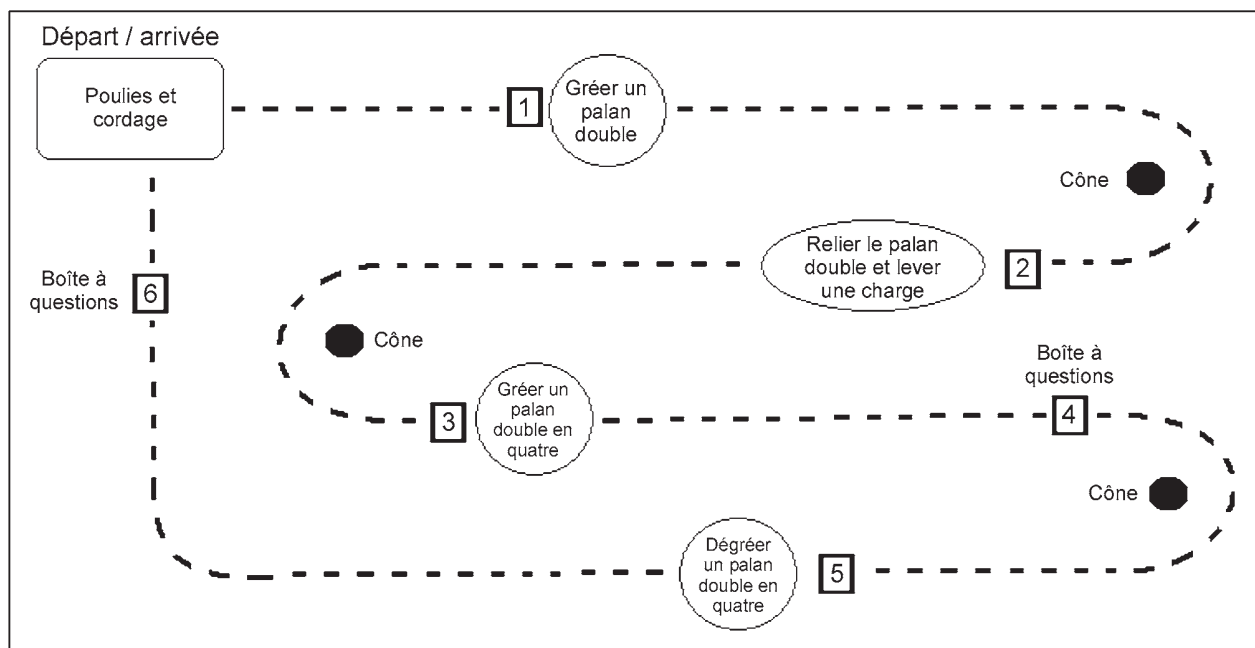 Départ / arrivée
Poulies et
cordage
1
Gréer un
palan
double
Cône
Relier le palan
double et lever
une charge
2
Boîte à
questions
6
Cône
Boîte à
questions
3
Gréer un
palan
double en
quatre
4
Cône
Dégréer
un palan
double en
quatre
5